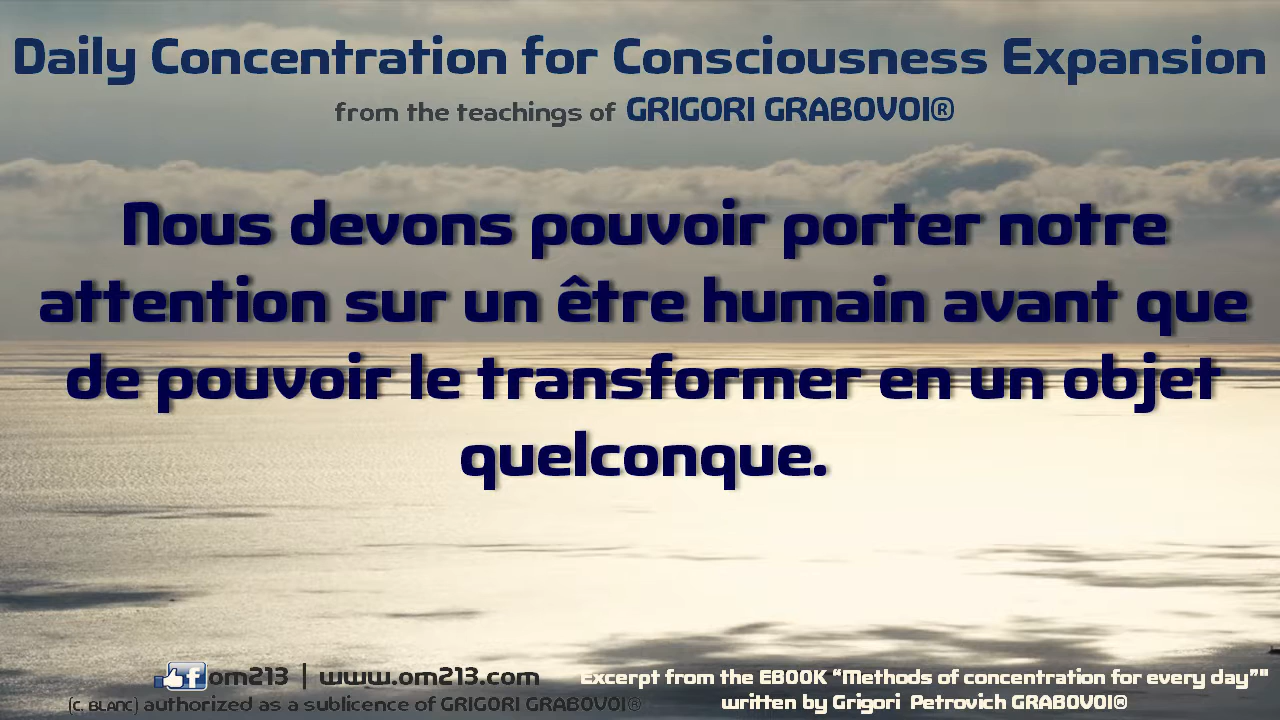 Daily Concentration for Consciousness Expansion
from the teachings of GRIGORI GRABOVOI®
Nous devons pouvoir porter notre
attention sur un être humain avant que
de pouvoir le transformer en un objet
quelconque.
om213 | www.om213.com
(C. BLANC) authorized as a sublicence of GRIGORI GRABOVOI®
Excerpt from the EBOOK “Methods of concentration for every day”"
written by Grigori Petrovich GRABOVOI®